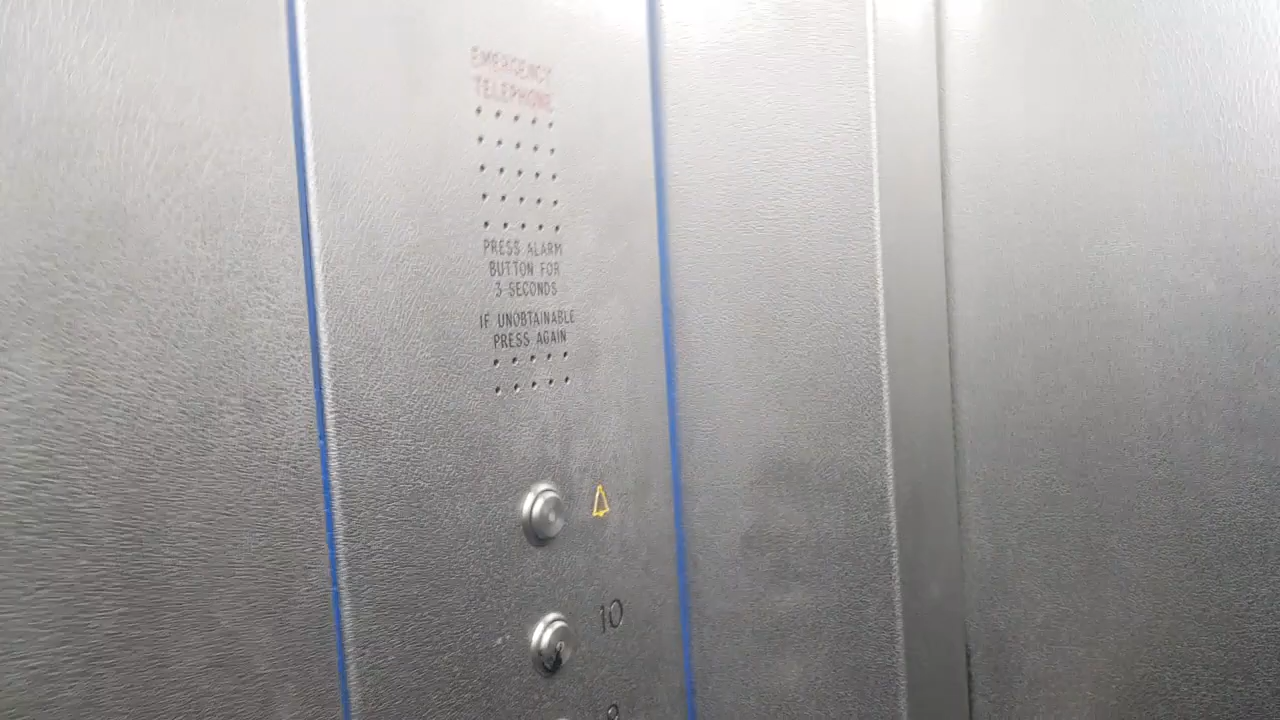 EMERGENCY
TELEPHONE
PRESS ALARM
BUTTON FOR
3 SECONDS
IF UNOBTAINABLE
PRESS AGAIN
10